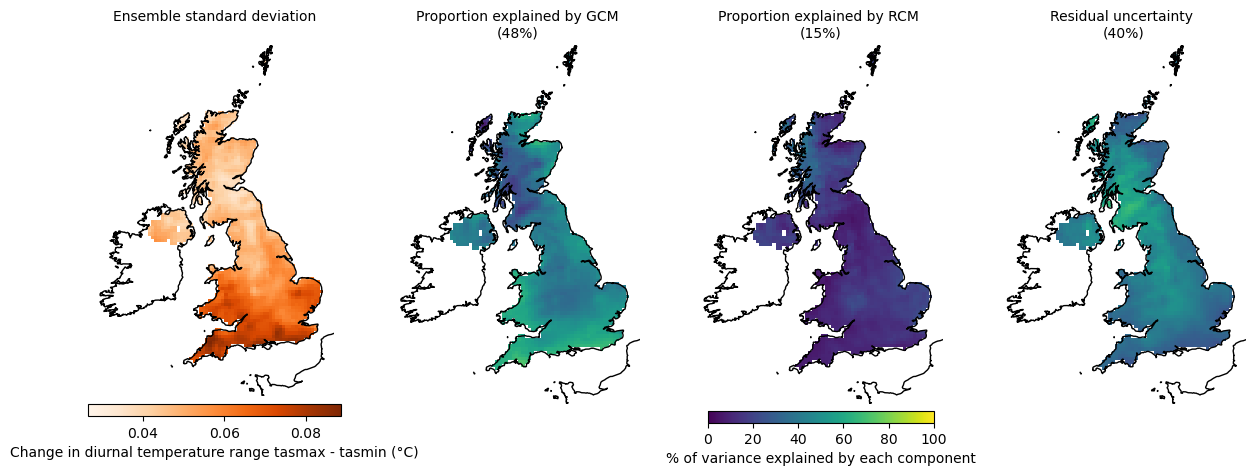 Ensemble standard deviation
Proportion explained by GCM
(48%)
Proportion explained by RCM
(15%)
Residual uncertainty
(40%)
0.04 0.06 0.08
Change in diurnal temperature range tasmax - tasmin (°C)
0 20 40 60 80 100
% of variance explained by each component